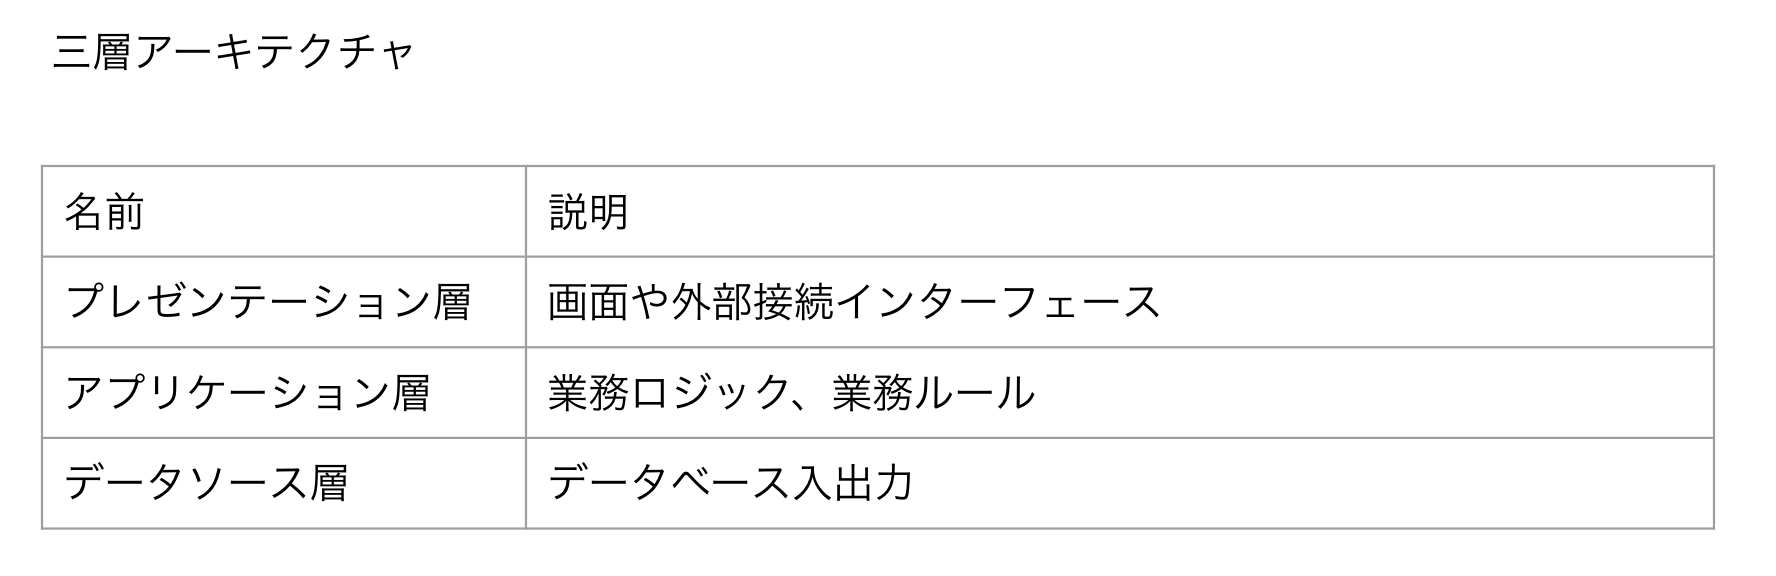 三層アーキテクチャ
名前 説明
プレゼンテーション層 画面や外部接続インターフェース
アプリケーション層 業務ロジック、業務ルール
データソース層 データベース入出力